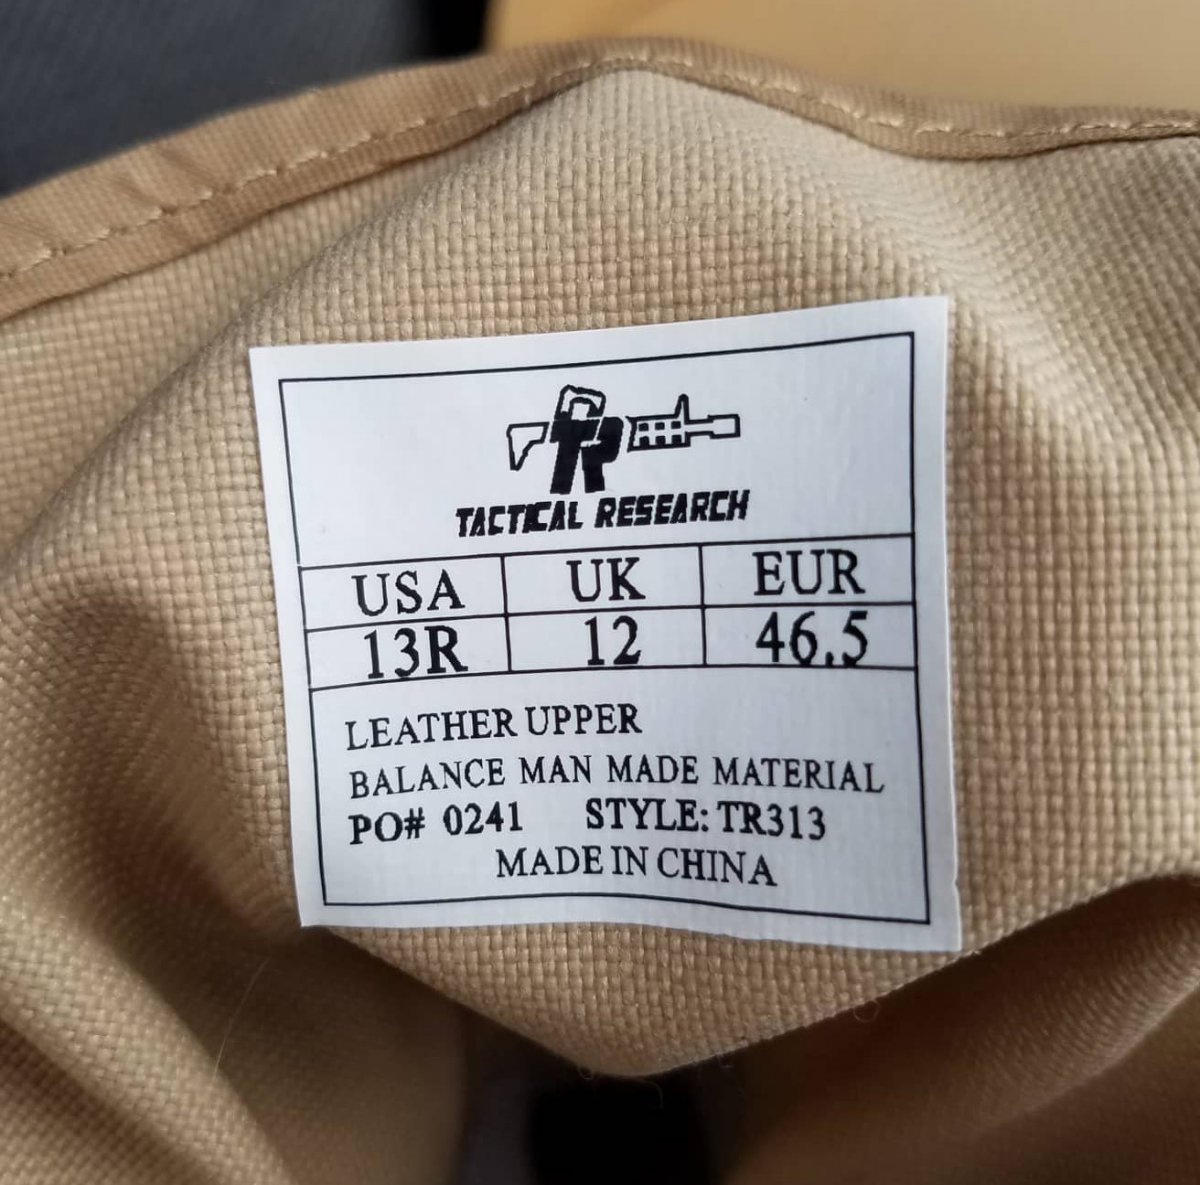 TR
TACTICAL RESEARCH
USA UK EUR
13R 12 46.5
LEATHER UPPER
BALANCE MAN MADE MATERIAL
PO# 0241 STYLE: TR313
MADE IN CHINA